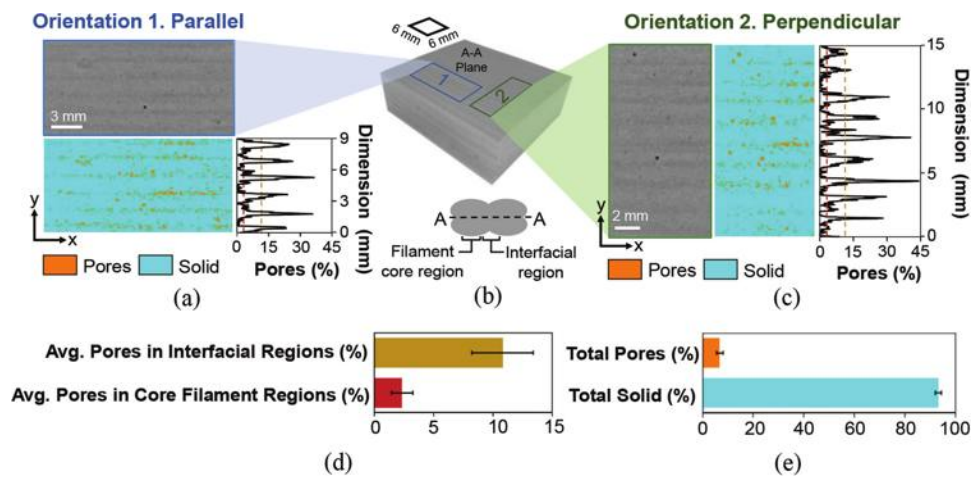 Orientation 1. Parallel
3 mm
y
x
Pores
Solid
9
6
3
0
Dimension (mm)
0 15 30 45
Pores (%)
(a)
6 mm
6 mm
A-A
Plane
1
2
A
A
Filament
core region
Interfacial
region
(b)
Orientation 2. Perpendicular
2 mm
y
x
Pores
Solid
15
10
5
0
Dimension (mm)
0 15 30 45
Pores (%)
(c)
Avg. Pores in Interfacial Regions (%)
Avg. Pores in Core Filament Regions (%)
0 5 10 15
(d)
Total Pores (%)
Total Solid (%)
0 20 40 60 80 100
(e)